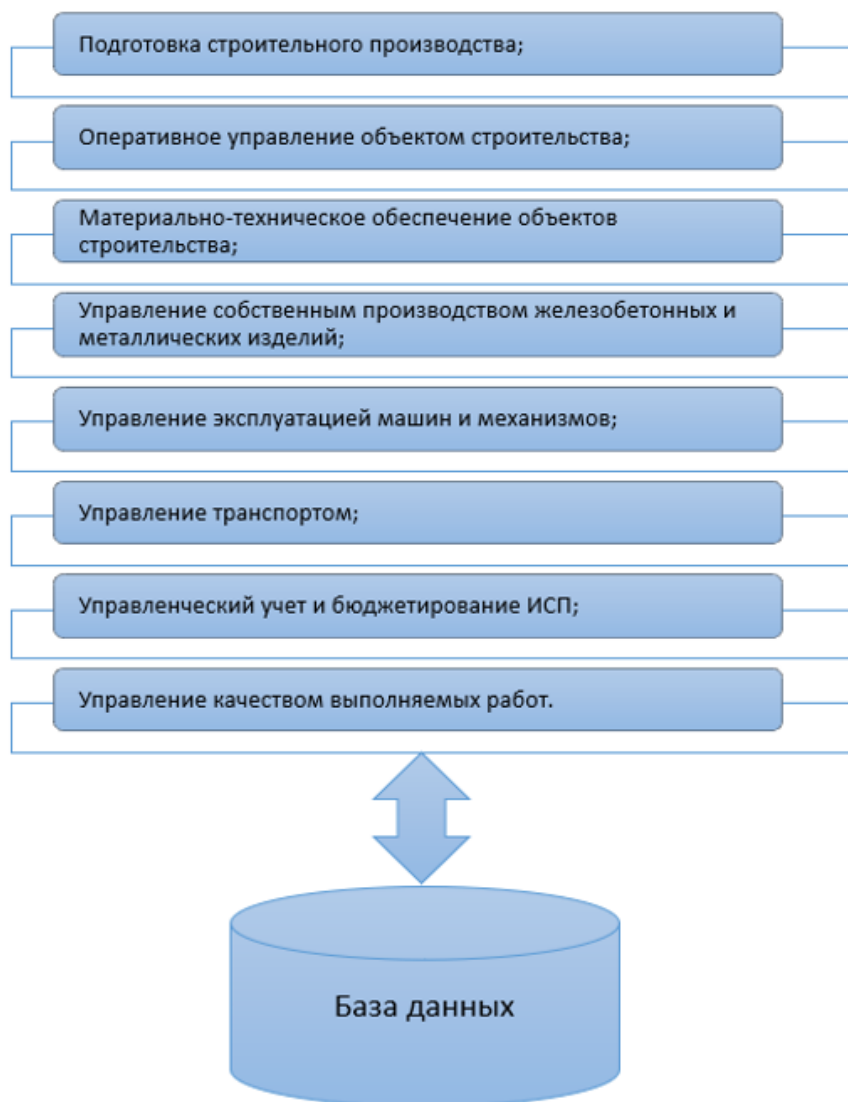 Подготовка строительного производства;
Оперативное управление объектом строительства;
Материально-техническое обеспечение объектов
строительства;
Управление собственным производством железобетонных и
металлических изделий;
Управление эксплуатацией машин и механизмов;
Управление транспортом;
Управленческий учет и бюджетирование ИСП;
Управление качеством выполняемых работ.
База данных